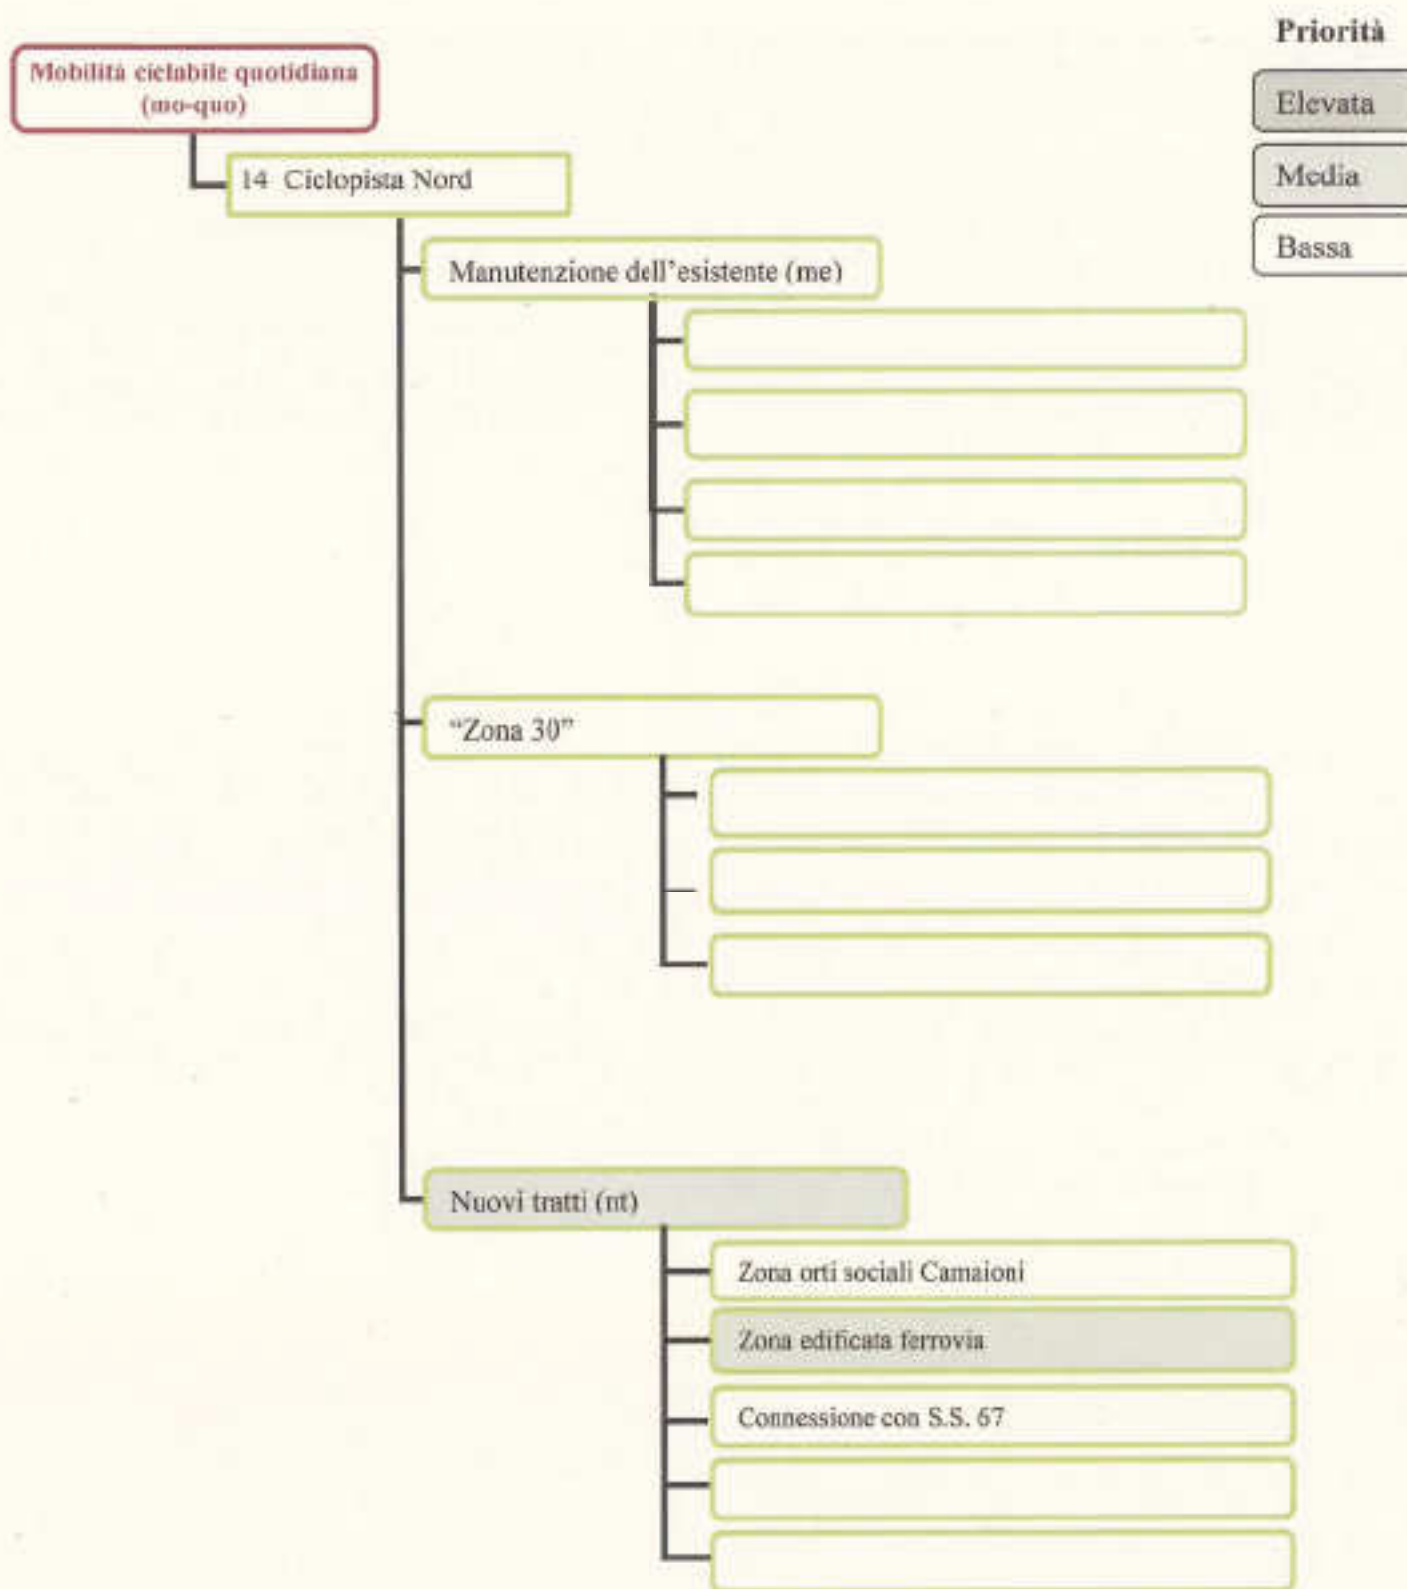 Priorità
Mobilità ciclabile quotidiana
(mo-quo)
Elevata
14 Ciclopista Nord
Media
Bassa
Manutenzione dell'esistente (me)
“Zona 30”
Nuovi tratti (nt)
Zona orti sociali Camaioni
Zona edificata ferrovia
Connessione con S.S. 67